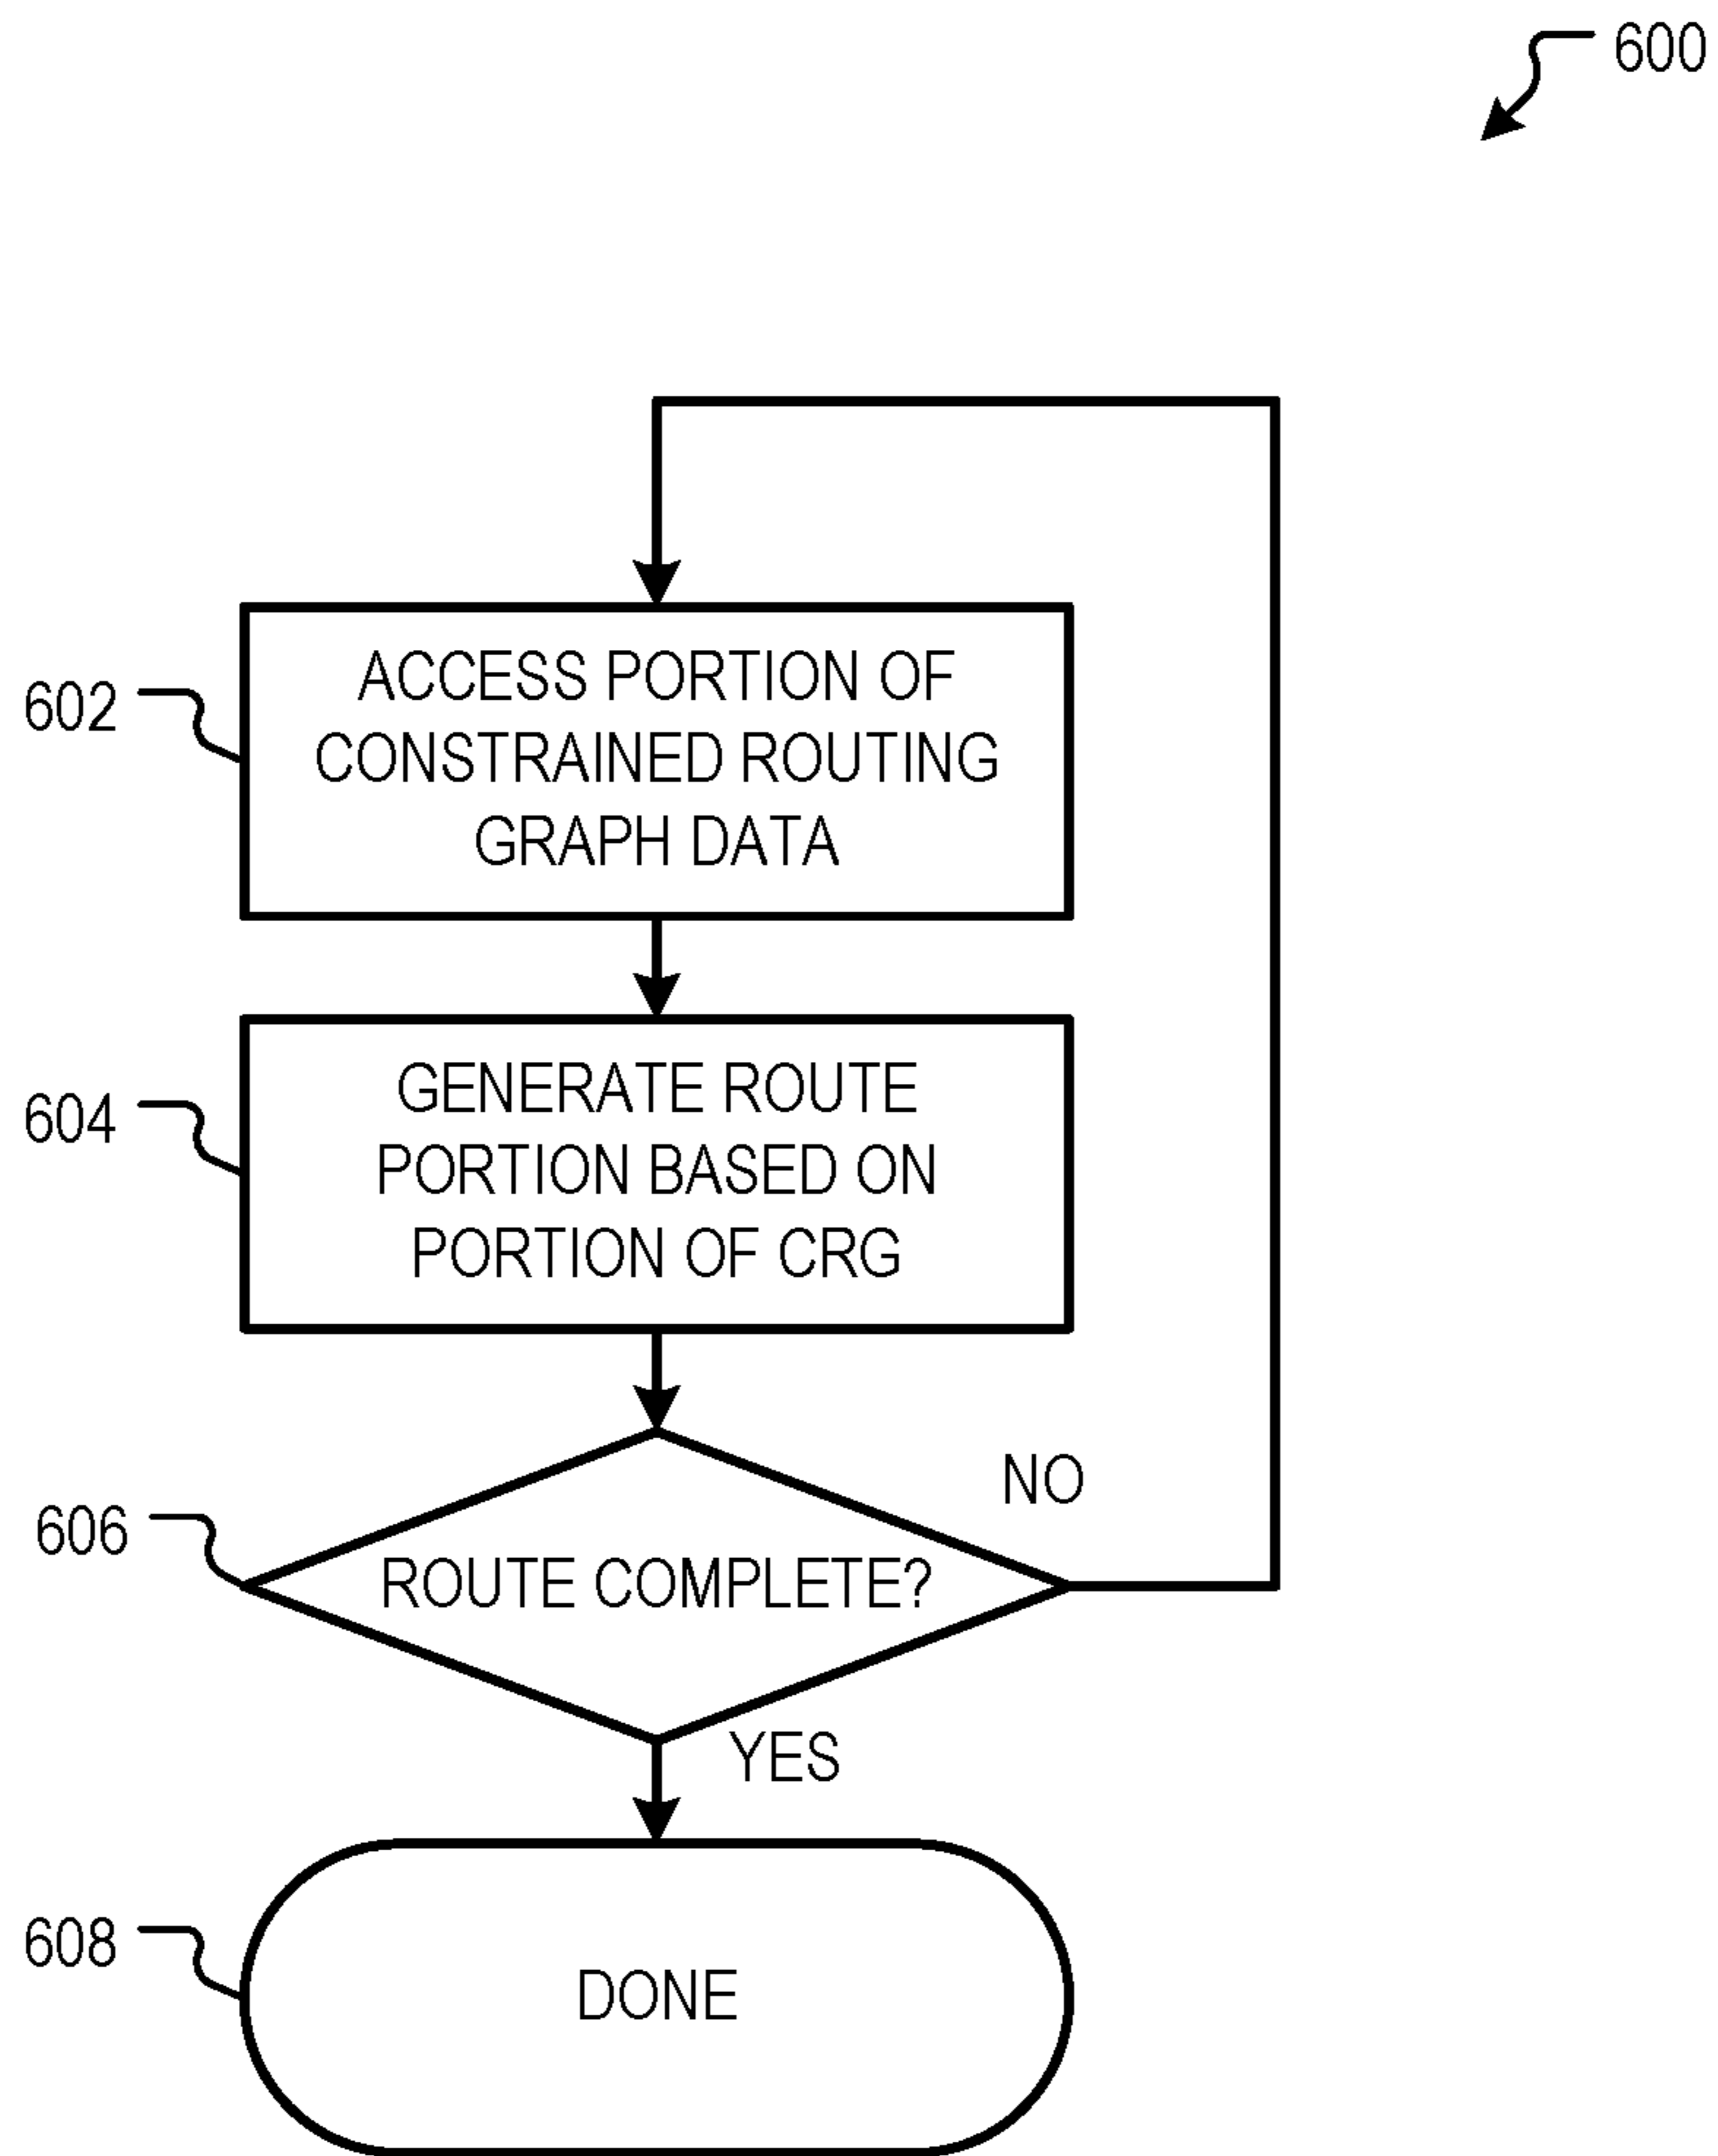 600
602
ACCESS PORTION OF
CONSTRAINED ROUTING
GRAPH DATA
604
GENERATE ROUTE
PORTION BASED ON
PORTION OF CRG
606
ROUTE COMPLETE?
NO
YES
608
DONE